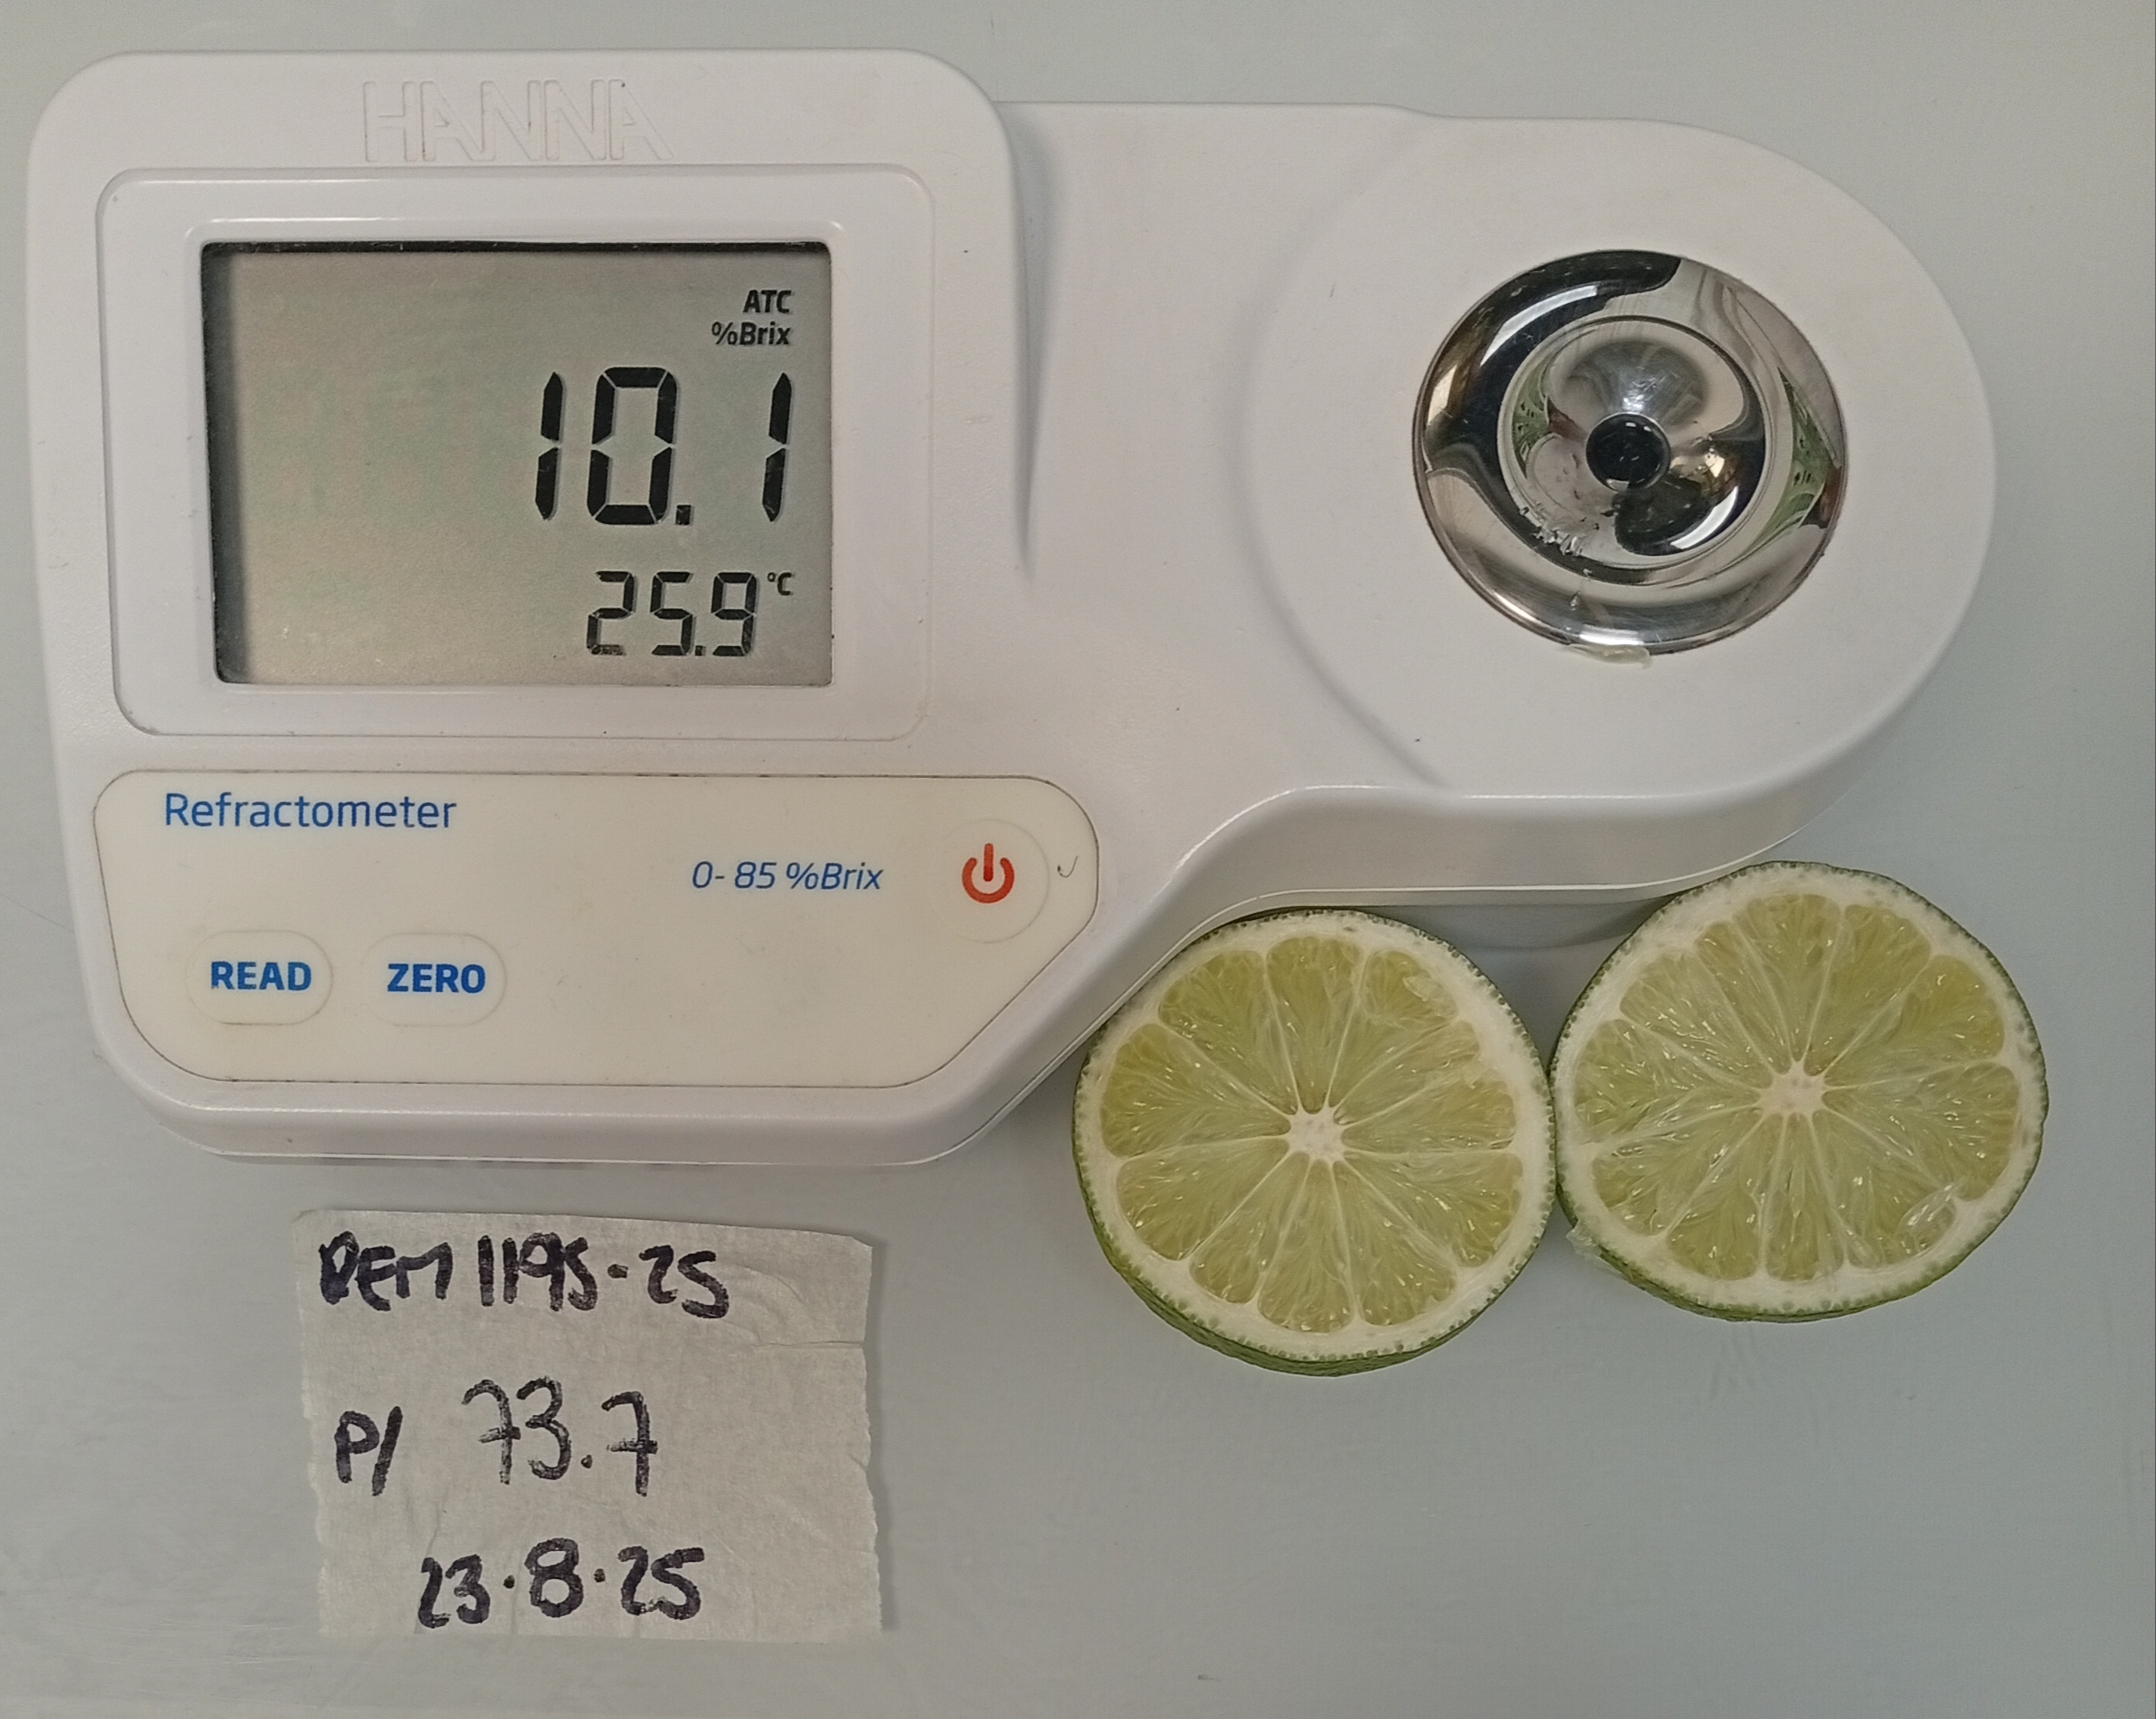 HANNA
ATC
%Brix
10.1
25.9 °C
Refractometer
0-85 %Brix
READ ZERO
REM 1195-25
P/ 73.7
23.8.25